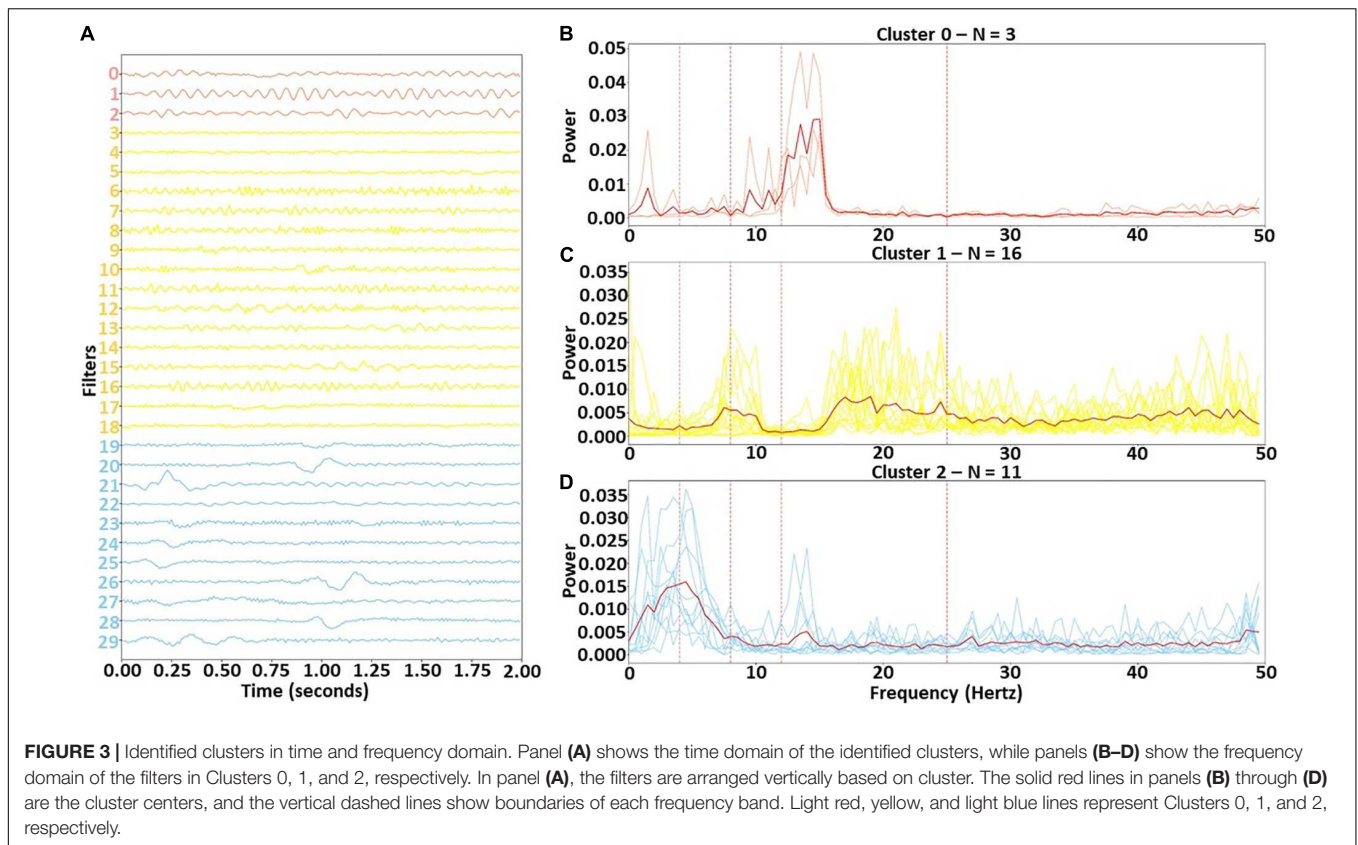 A
Filters
0
1
2
3
4
5
6
7
8
9
10
11
12
13
14
15
16
17
18
19
20
21
22
23
24
25
26
27
28
29
0.00 0.25 0.50 0.75 1.00 1.25 1.50 1.75 2.00
Time (seconds)
B
Cluster 0 – N = 3
Power
0.05
0.04
0.03
0.02
0.01
0.00
0 10 20 30 40 50
C
Cluster 1 – N = 16
Power
0.035
0.030
0.025
0.020
0.015
0.010
0.005
0.000
0 10 20 30 40 50
D
Cluster 2 – N = 11
Power
0.035
0.030
0.025
0.020
0.015
0.010
0.005
0.000
0 10 20 30 40 50
Frequency (Hertz)
FIGURE 3 | Identified clusters in time and frequency domain. Panel (A) shows the time domain of the identified clusters, while panels (B–D) show the frequency
domain of the filters in Clusters 0, 1, and 2, respectively. In panel (A), the filters are arranged vertically based on cluster. The solid red lines in panels (B) through (D)
are the cluster centers, and the vertical dashed lines show boundaries of each frequency band. Light red, yellow, and light blue lines represent Clusters 0, 1, and 2,
respectively.